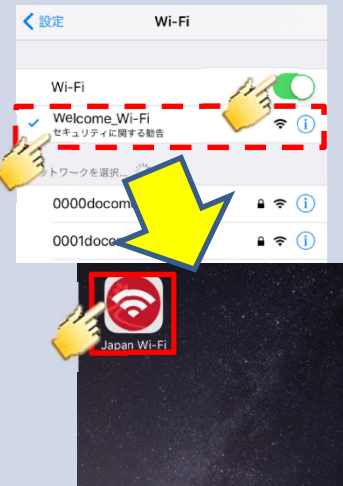 設定
Wi-Fi
Wi-Fi
Welcome_Wi-Fi
セキュリティに関する勧告
トワークを選択...
0000docomo
0001doco
Japan Wi-Fi